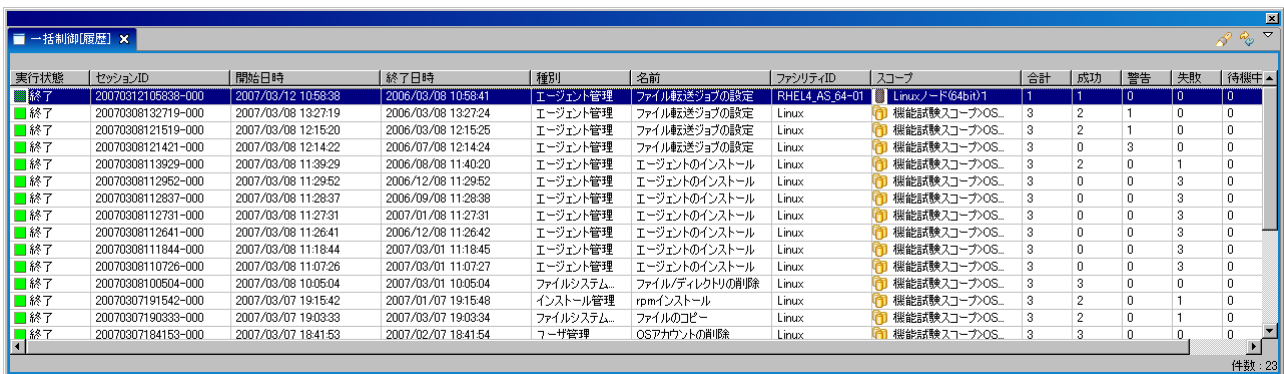 一括制御[履歴]
実行状態 セッションID 開始日時 終了日時 種別 名前 ファシリティID スコープ 合計 成功 警告 失敗 待機中
終了 20070312105838-000 2007/03/12 10:58:38 2006/03/08 10:58:41 エージェント管理 ファイル転送ジョブの設定 RHEL4_AS_64-01 Linuxノード(64bit)1 1 1 0 0 0
終了 20070308132719-000 2007/03/08 13:27:19 2006/03/08 13:27:24 エージェント管理 ファイル転送ジョブの設定 Linux 機能試験スコープ>OS... 3 2 1 0 0
終了 20070308121519-000 2007/03/08 12:15:20 2006/03/08 12:15:25 エージェント管理 ファイル転送ジョブの設定 Linux 機能試験スコープ>OS... 3 2 1 0 0
終了 20070308121421-000 2007/03/08 12:14:22 2006/07/08 12:14:24 エージェント管理 ファイル転送ジョブの設定 Linux 機能試験スコープ>OS... 3 0 3 0 0
終了 20070308113929-000 2007/03/08 11:39:29 2006/08/08 11:40:20 エージェント管理 エージェントのインストール Linux 機能試験スコープ>OS... 3 2 0 1 0
終了 20070308112952-000 2007/03/08 11:29:52 2006/12/08 11:29:52 エージェント管理 エージェントのインストール Linux 機能試験スコープ>OS... 3 0 0 3 0
終了 20070308112837-000 2007/03/08 11:28:37 2006/09/08 11:28:38 エージェント管理 エージェントのインストール Linux 機能試験スコープ>OS... 3 0 0 3 0
終了 20070308112731-000 2007/03/08 11:27:31 2007/01/08 11:27:31 エージェント管理 エージェントのインストール Linux 機能試験スコープ>OS... 3 0 0 3 0
終了 20070308112641-000 2007/03/08 11:26:41 2006/12/08 11:26:42 エージェント管理 エージェントのインストール Linux 機能試験スコープ>OS... 3 0 0 3 0
終了 20070308111844-000 2007/03/08 11:18:44 2007/03/01 11:18:45 エージェント管理 エージェントのインストール Linux 機能試験スコープ>OS... 3 0 0 3 0
終了 20070308110726-000 2007/03/08 11:07:26 2007/03/01 11:07:27 エージェント管理 エージェントのインストール Linux 機能試験スコープ>OS... 3 0 0 3 0
終了 20070308100504-000 2007/03/08 10:05:04 2007/03/01 10:05:04 ファイルシステム... ファイル/ディレクトリの削除 Linux 機能試験スコープ>OS... 3 3 0 0 0
終了 20070307191542-000 2007/03/07 19:15:42 2007/01/07 19:15:48 インストール管理 rpmインストール Linux 機能試験スコープ>OS... 3 2 0 1 0
終了 20070307190333-000 2007/03/07 19:03:33 2007/03/07 19:03:34 ファイルシステム... ファイルのコピー Linux 機能試験スコープ>OS... 3 2 0 1 0
終了 20070307184153-000 2007/03/07 18:41:53 2007/02/07 18:41:54 ユーザ管理 OSアカウントの削除 Linux 機能試験スコープ>OS... 3 3 0 0 0
件数 : 23